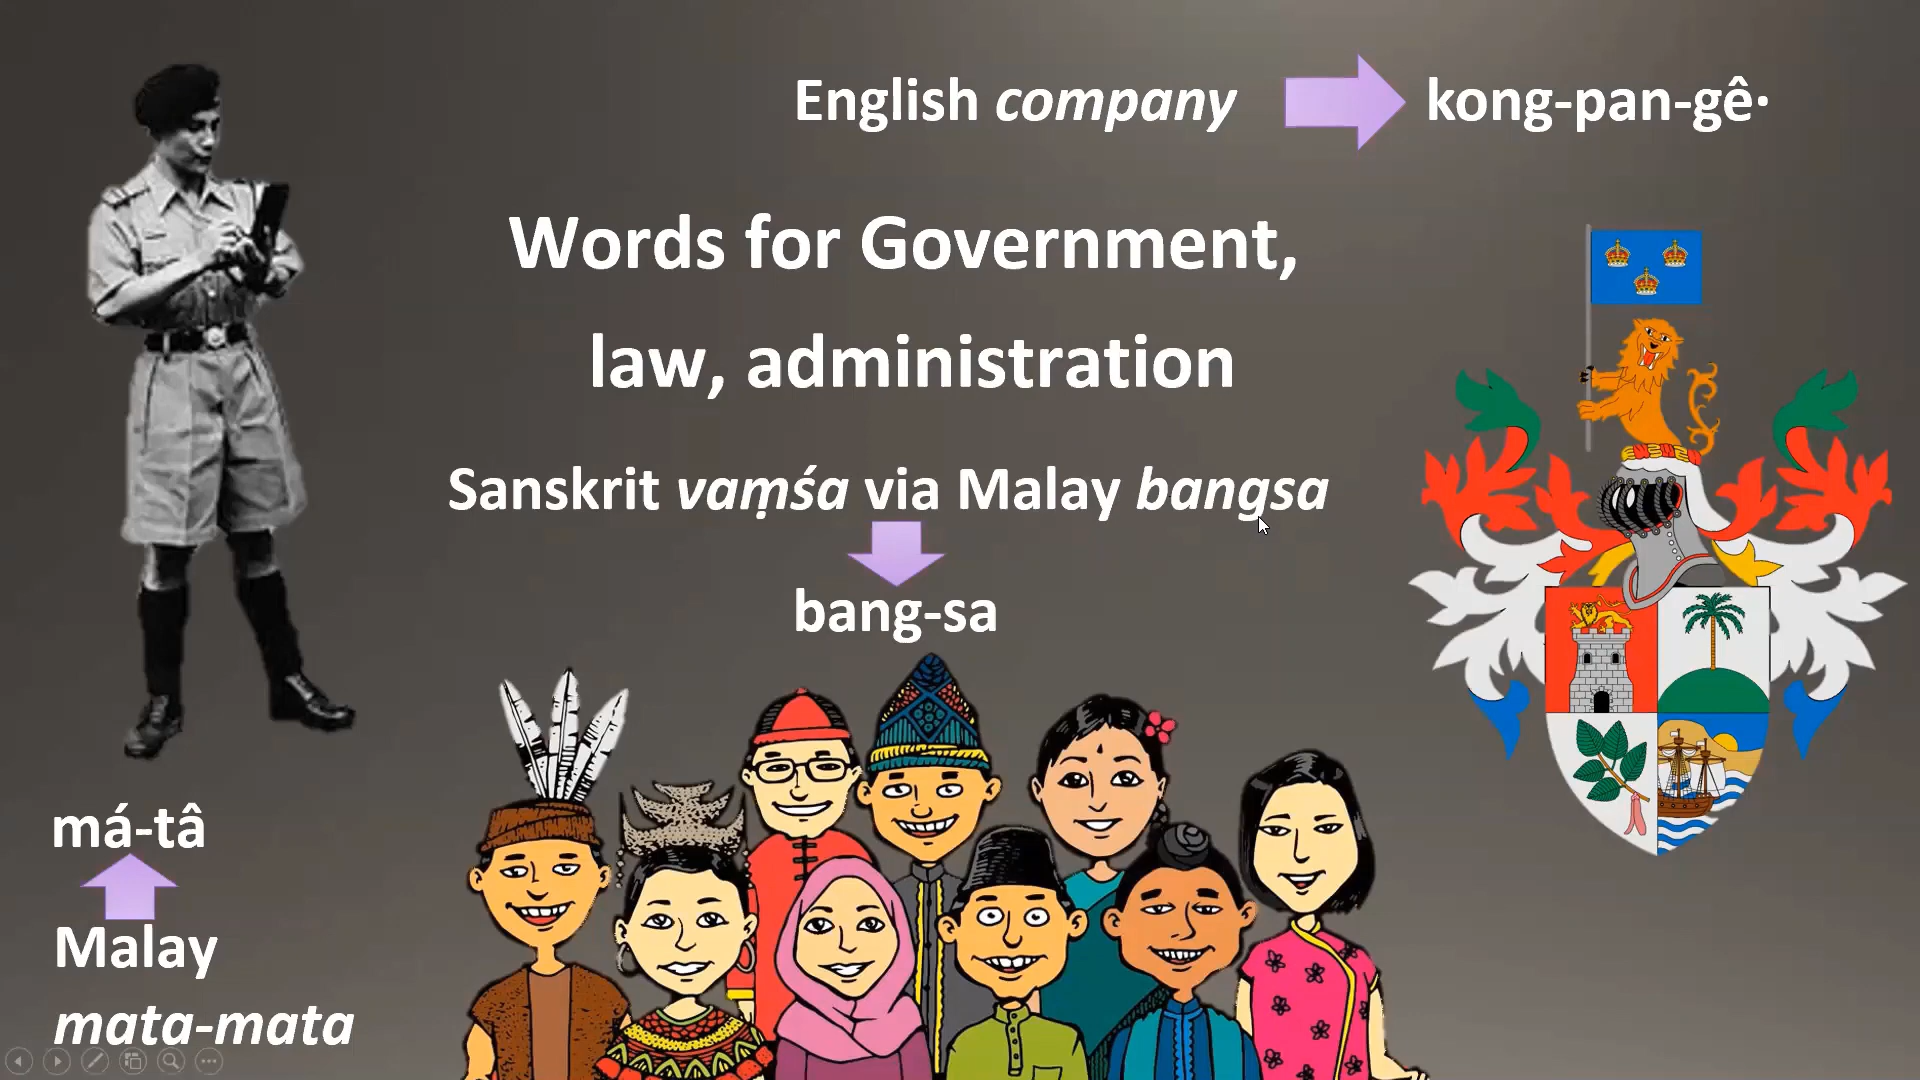 English company
kong-pan-gê·
Words for Government,
law, administration
Sanskrit vaṃśa via Malay bangsa
bang-sa
má-tâ
Malay
mata-mata